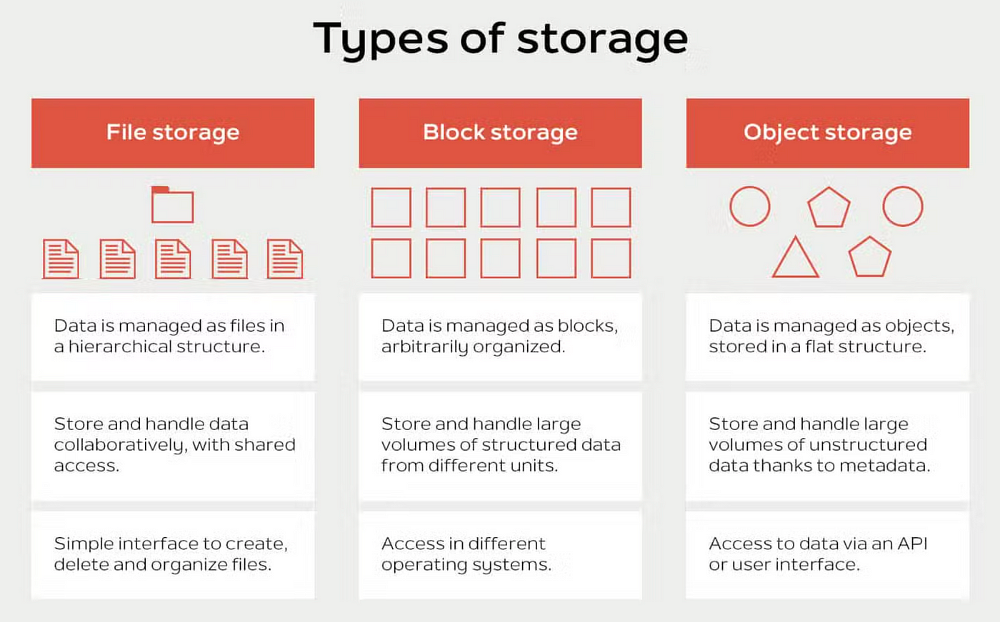 Types of storage
File storage
Data is managed as files in
a hierarchical structure.
Store and handle data
collaboratively, with shared
access.
Simple interface to create,
delete and organize files.
Block storage
Data is managed as blocks,
arbitrarily organized.
Store and handle large
volumes of structured data
from different units.
Access in different
operating systems.
Object storage
Data is managed as objects,
stored in a flat structure.
Store and handle large
volumes of unstructured
data thanks to metadata.
Access to data via an API
or user interface.